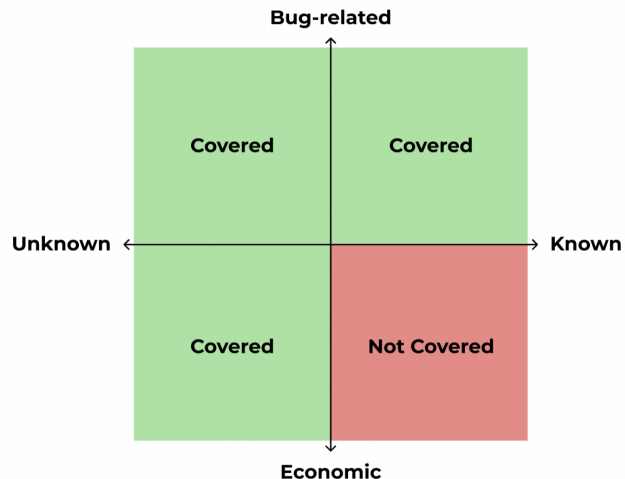 Bug-related
Covered
Covered
Unknown
Known
Covered
Not Covered
Economic